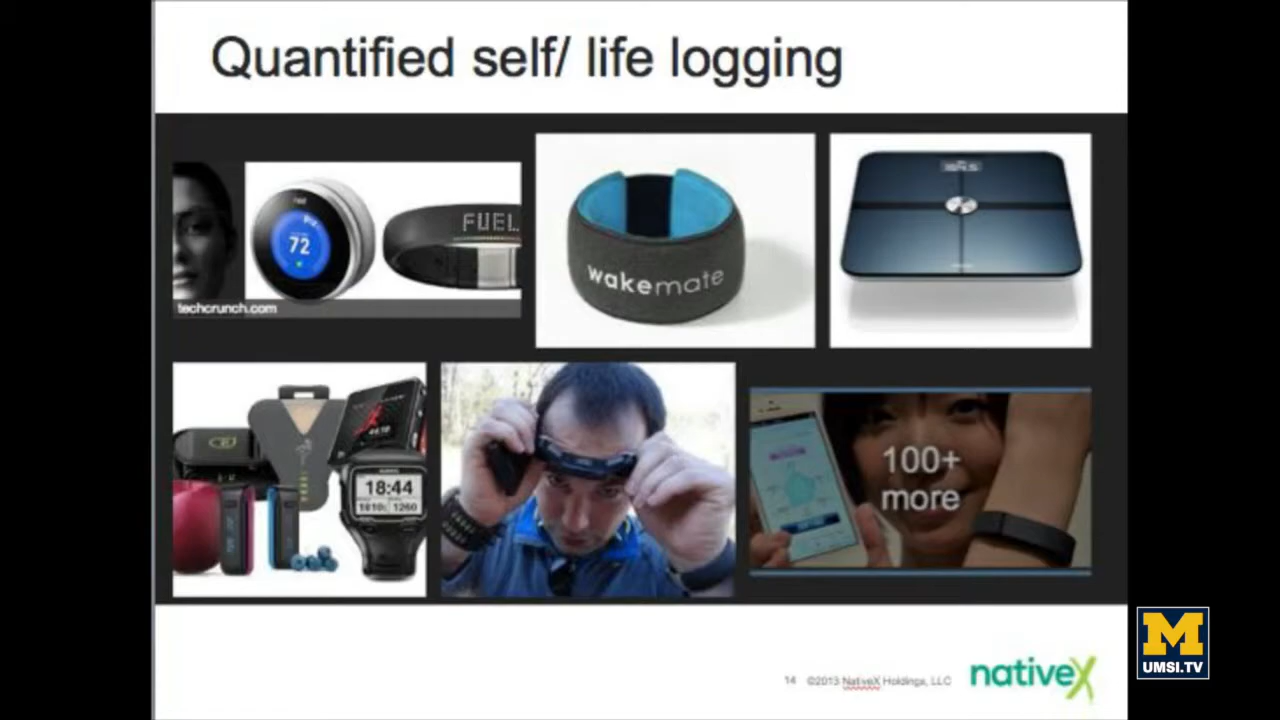 Quantified self/ life logging
72
FUEL
techcrunch.com
wakemate
18:44
100+
more
14 ©2013 NativeX Holdings, LLC
nativeX
M
UMSI.TV